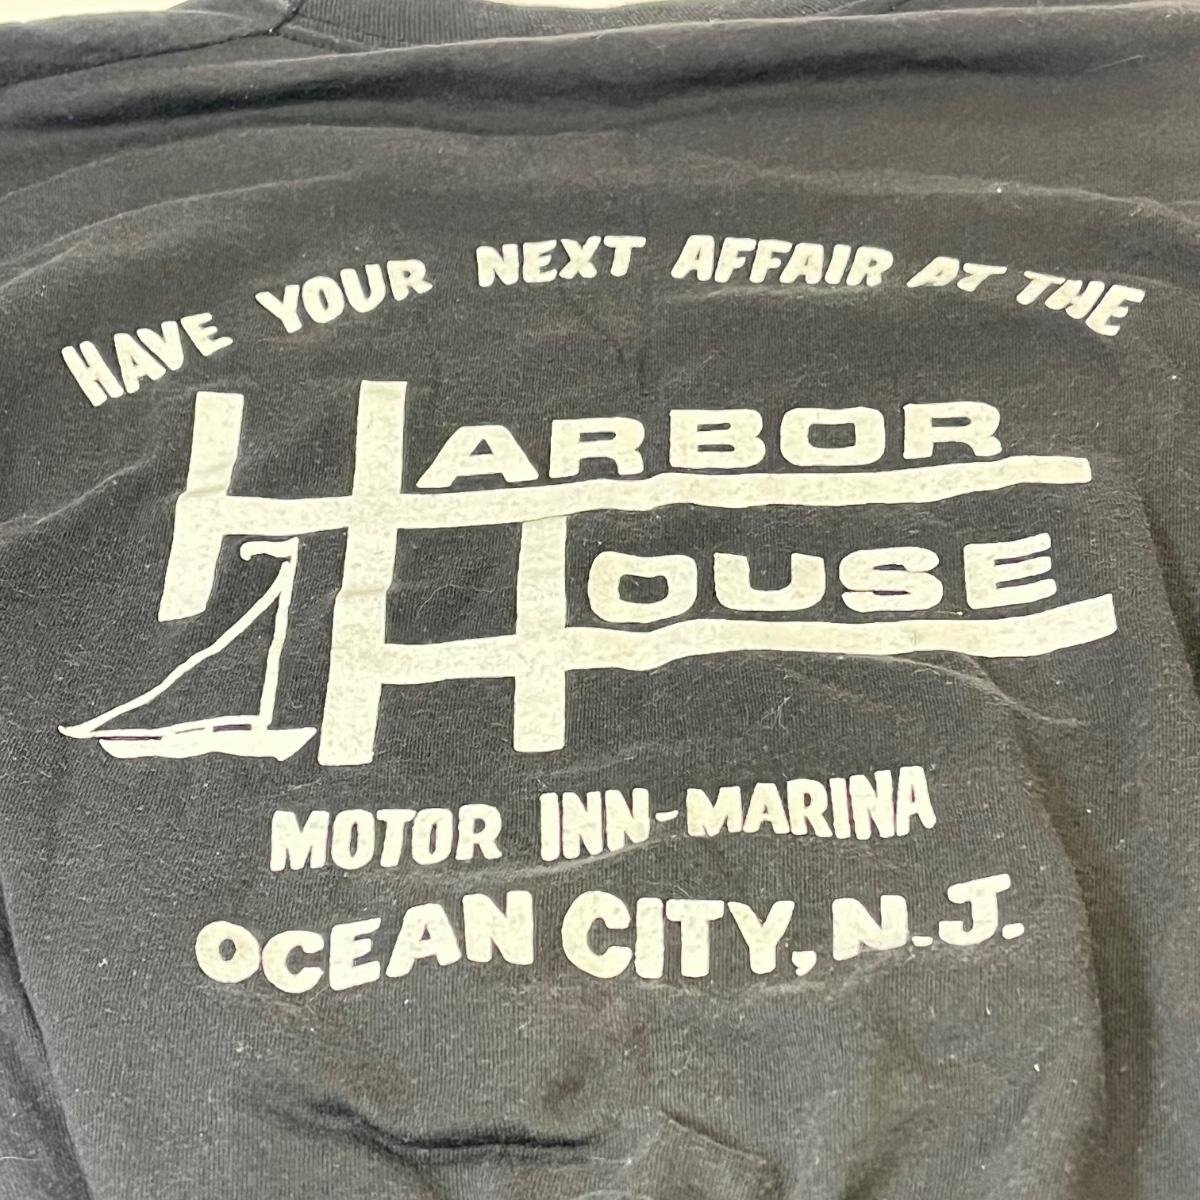 HAVE YOUR NEXT AFFAIR AT THE
HARBOR
HOUSE
MOTOR INN-MARINA
OCEAN CITY, N.J.